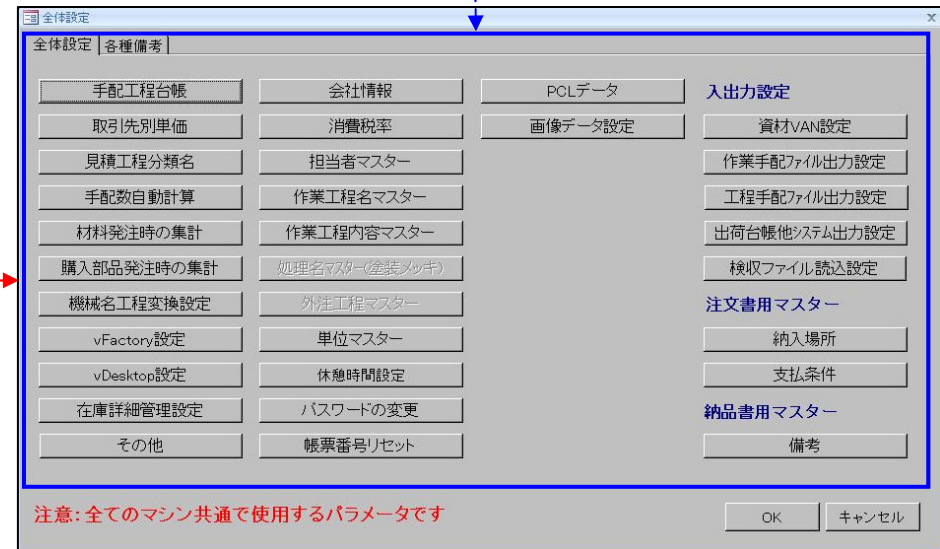 全体設定
x
全体設定 各種備考
手配工程台帳
取引先別単価
見積工程分類名
手配数自動計算
材料発注時の集計
購入部品発注時の集計
機械名工程変換設定
vFactory設定
vDesktop設定
在庫詳細管理設定
その他
会社情報
消費税率
担当者マスター
作業工程名マスター
作業工程内容マスター
処理名マスター(塗装メッキ)
外注工程マスター
単位マスター
休憩時間設定
パスワードの変更
帳票番号リセット
PCLデータ
画像データ設定
入出力設定
資材VAN設定
作業手配ファイル出力設定
工程手配ファイル出力設定
出荷台帳他システム出力設定
検収ファイル読込設定
注文書用マスター
納入場所
支払条件
納品書用マスター
備考
注意:全てのマシン共通で使用するパラメータです
OK キャンセル